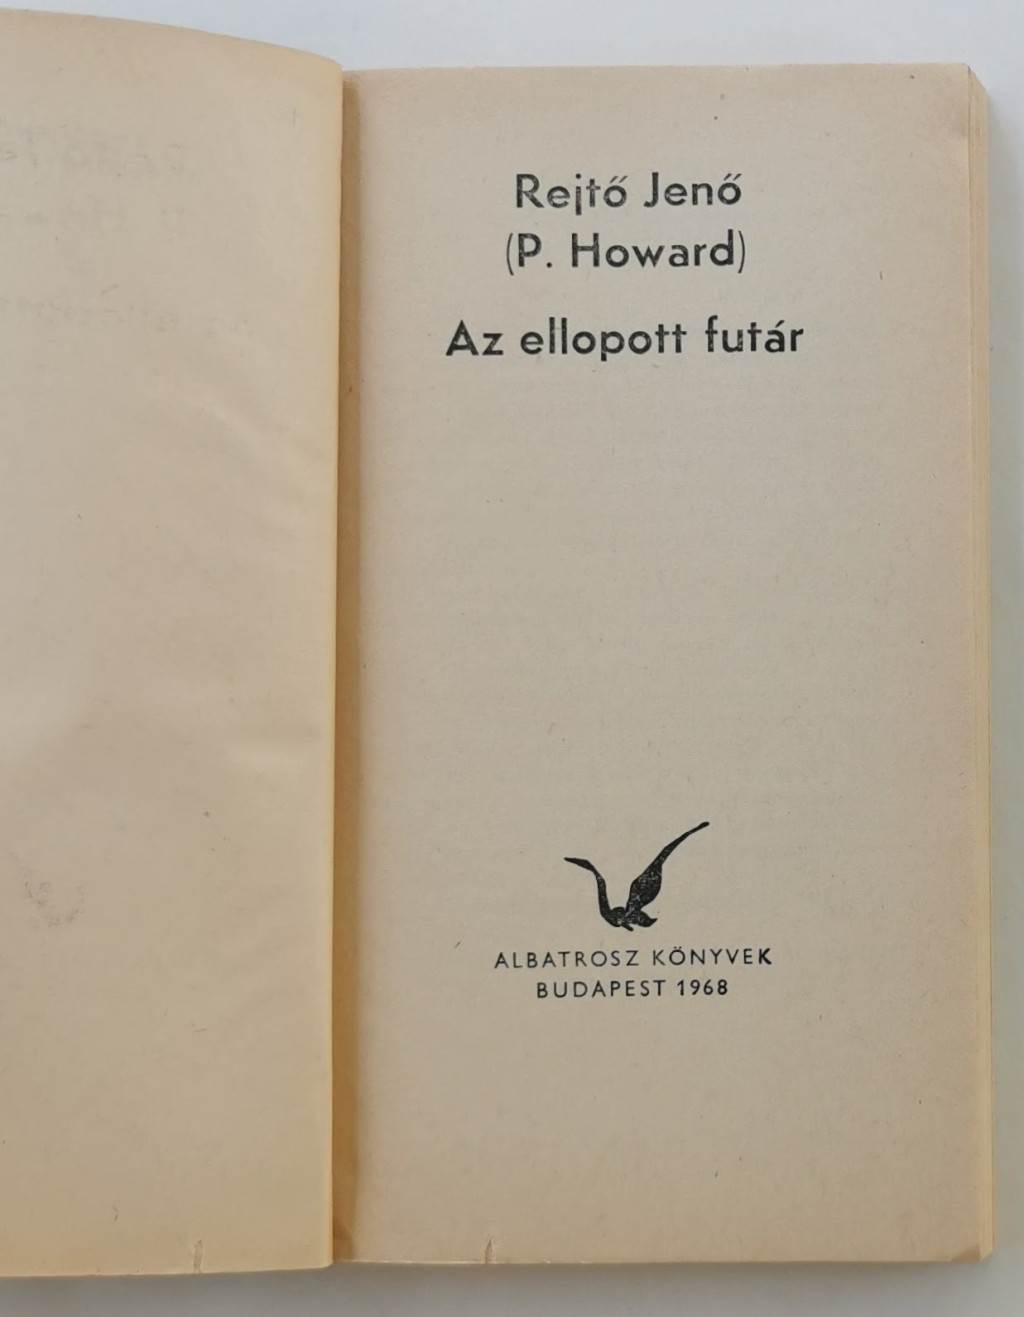 Rejtő Jenő
(P. Howard)
Az ellopott futár
ALBATROSZ KÖNYVEK
BUDAPEST 1968